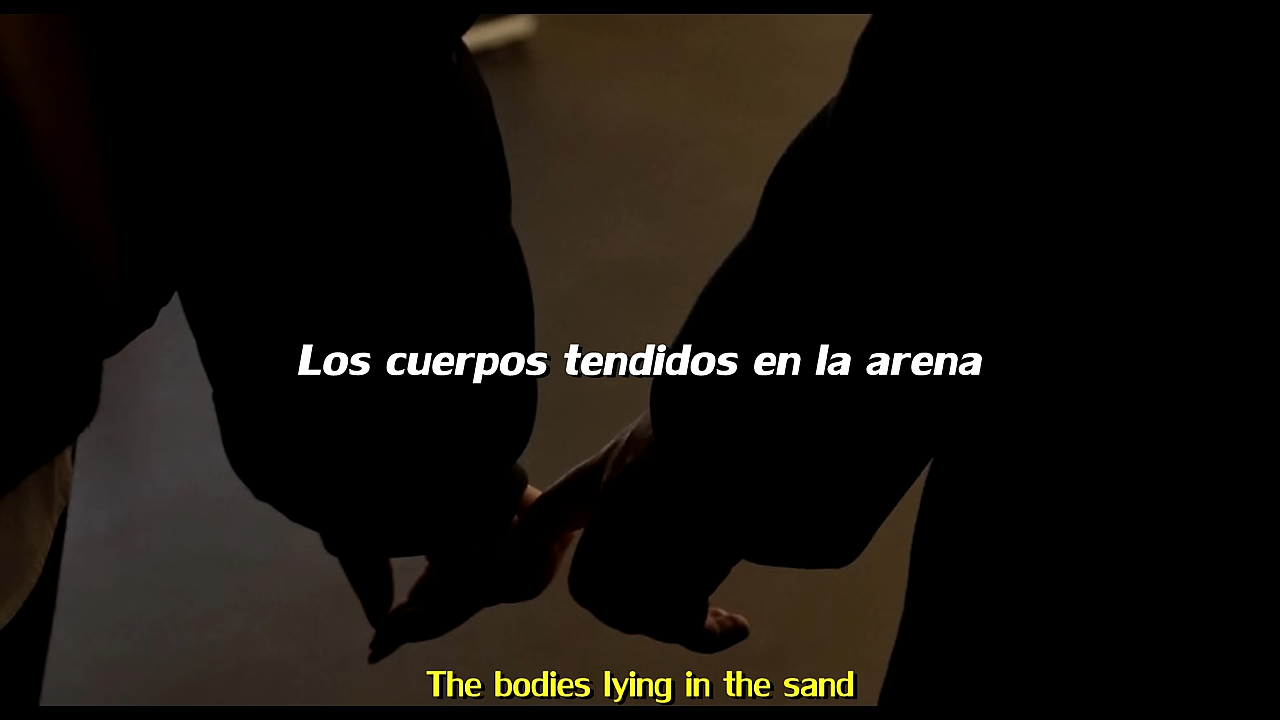 Los cuerpos tendidos en la arena
The bodies lying in the sand